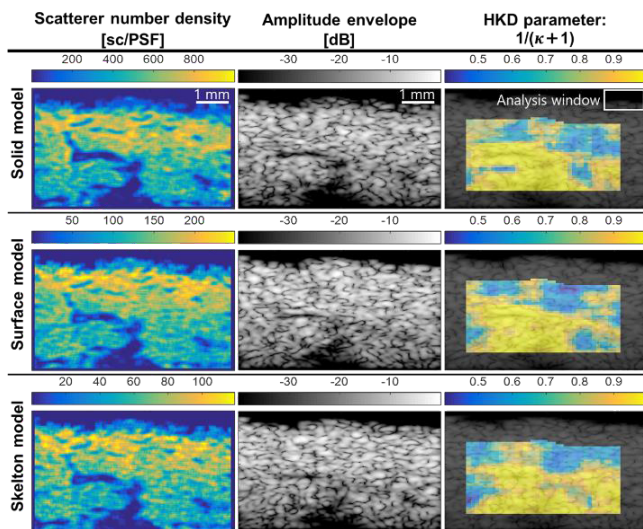 Scatterer number density
[sc/PSF]
Amplitude envelope
[dB]
HKD parameter:
1/(κ+1)
Solid model
200 400 600 800
-30 -20 -10
0.5 0.6 0.7 0.8 0.9
1 mm
1 mm
Analysis window
Surface model
50 100 150 200
-30 -20 -10
0.5 0.6 0.7 0.8 0.9
Skelton model
20 40 60 80 100
-30 -20 -10
0.5 0.6 0.7 0.8 0.9